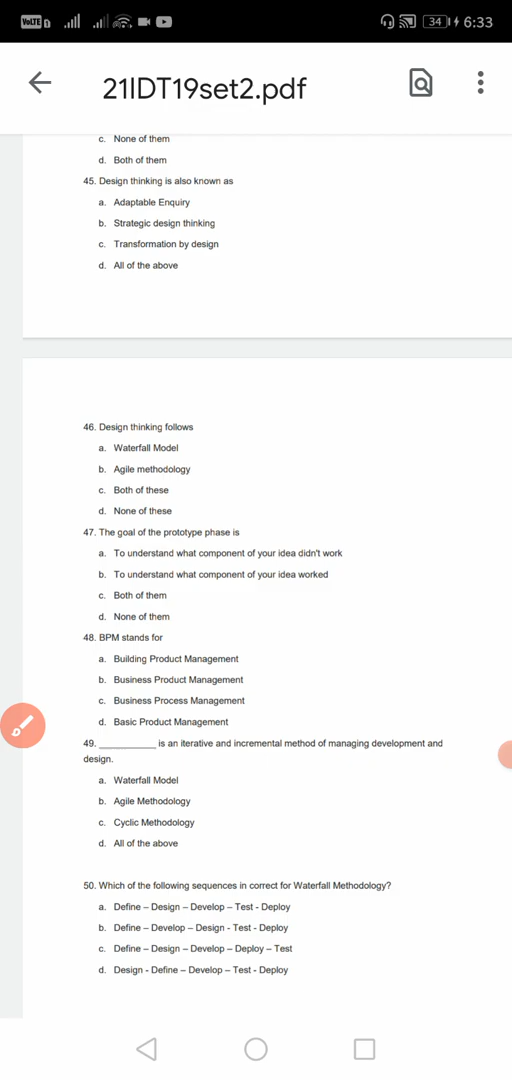 VoLTE 34 6:33
21IDT19set2.pdf
c. None of them
d. Both of them
45. Design thinking is also known as
a. Adaptable Enquiry
b. Strategic design thinking
c. Transformation by design
d. All of the above
46. Design thinking follows
a. Waterfall Model
b. Agile methodology
c. Both of these
d. None of these
47. The goal of the prototype phase is
a. To understand what component of your idea didn't work
b. To understand what component of your idea worked
c. Both of them
d. None of them
48. BPM stands for
a. Building Product Management
b. Business Product Management
c. Business Process Management
d. Basic Product Management
49. ___________ is an iterative and incremental method of managing development and
design.
a. Waterfall Model
b. Agile Methodology
c. Cyclic Methodology
d. All of the above
50. Which of the following sequences in correct for Waterfall Methodology?
a. Define – Design – Develop – Test - Deploy
b. Define – Develop – Design - Test - Deploy
c. Define – Design – Develop – Deploy – Test
d. Design - Define – Develop – Test - Deploy